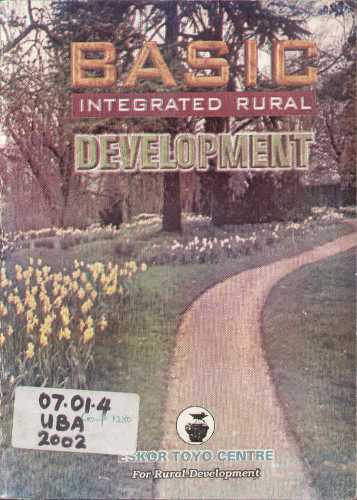 BASIC
INTEGRATED RURAL
DEVELOPMENT
07.01.4
UBA
2002
ESKOR TOYO CENTRE
For Rural Development